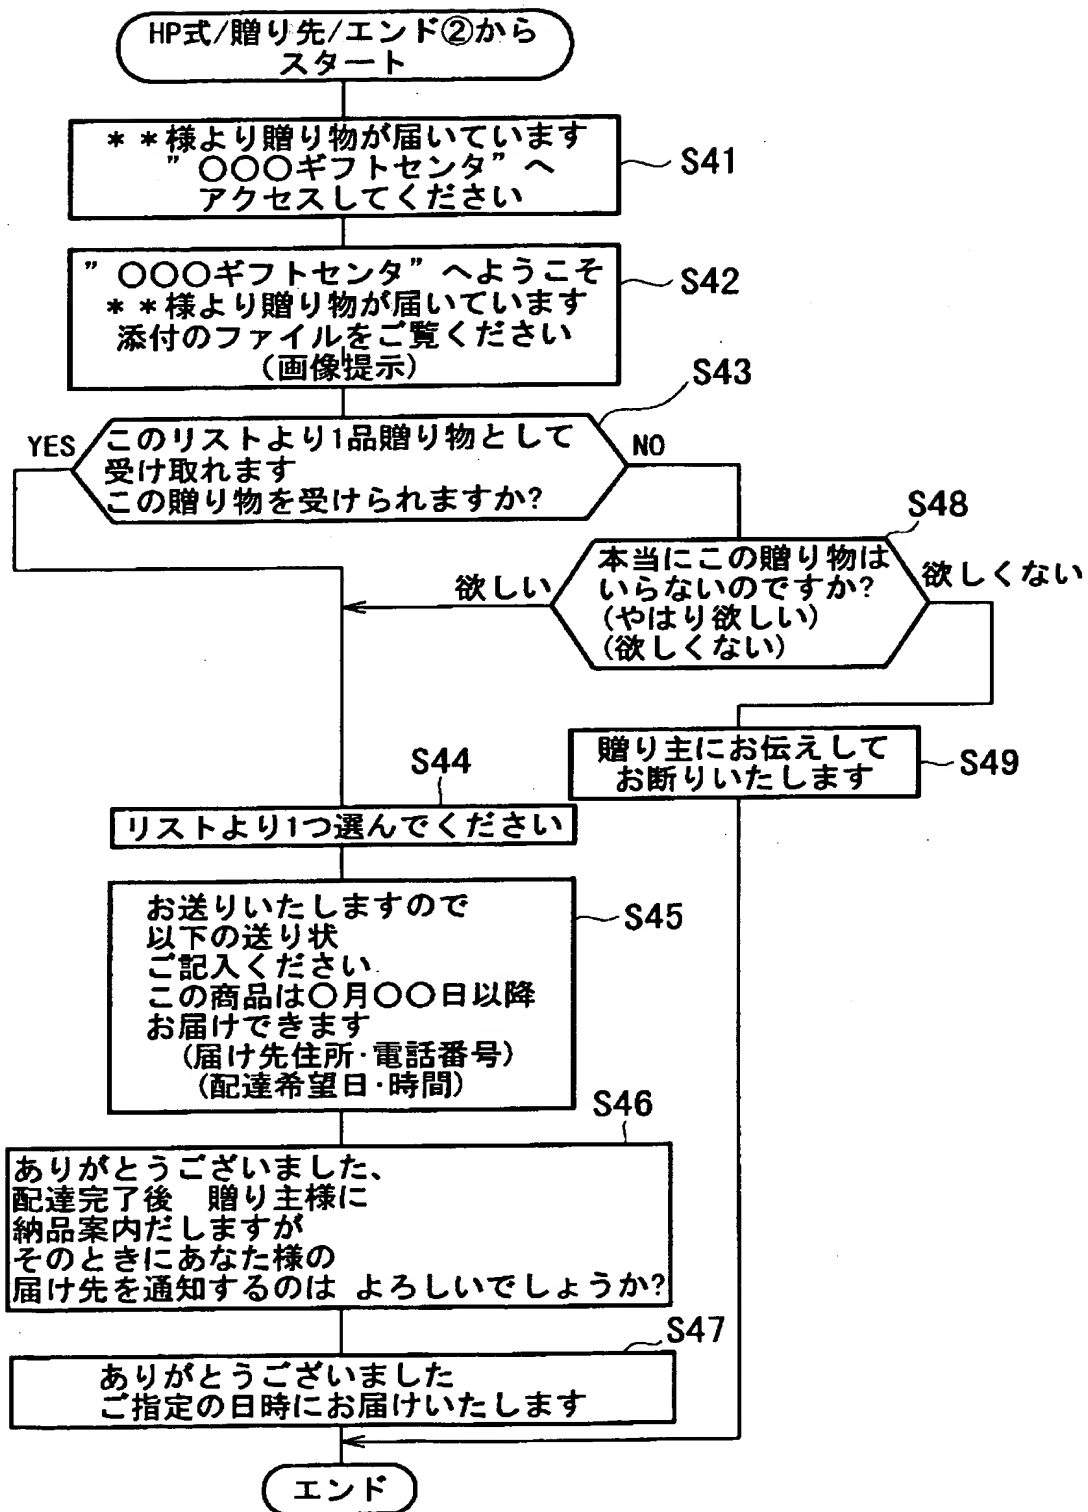 HP式/贈り先/エンド②から
スタート
＊＊様より贈り物が届いています
”○○○ギフトセンタ”へ
アクセスしてください
S41
”○○○ギフトセンタ”へようこそ
＊＊様より贈り物が届いています
添付のファイルをご覧ください
(画像提示)
S42
S43
YES
このリストより1品贈り物として
受け取れます
この贈り物を受けられますか?
NO
S48
欲しい
本当にこの贈り物は
いらないのですか?
(やはり欲しい)
(欲しくない)
欲しくない
贈り主にお伝えして
お断りいたします
S49
S44
リストより1つ選んでください
お送りいたしますので
以下の送り状
ご記入ください
この商品は○月○○日以降
お届けできます
(届け先住所·電話番号)
(配達希望日·時間)
S45
S46
ありがとうございました、
配達完了後　贈り主様に
納品案内だしますが
そのときにあなた様の
届け先を通知するのは よろしいでしょうか?
S47
ありがとうございました
ご指定の日時にお届けいたします
エンド